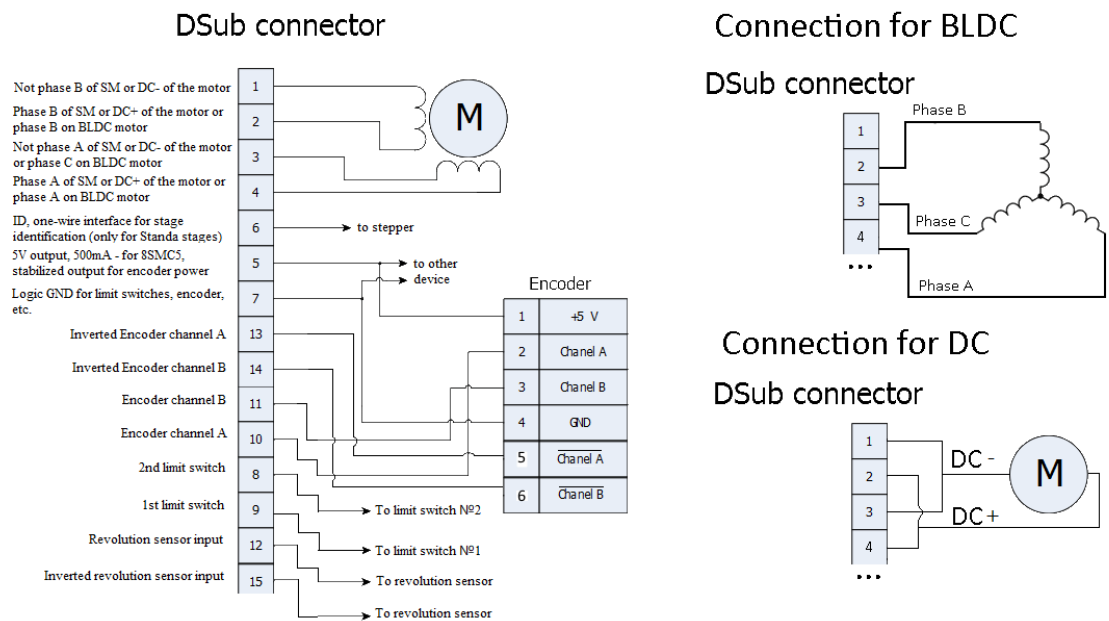 DSub connector
Not phase B of SM or DC- of the motor
1
Phase B of SM or DC+ of the motor or
phase B on BLDC motor
2
Not phase A of SM or DC- of the motor
or phase C on BLDC motor
3
Phase A of SM or DC+ of the motor or
phase A on BLDC motor
4
M
ID, one-wire interface for stage
identification (only for Standa stages)
6
to stepper
5V output, 500mA - for 8SMC5,
stabilized output for encoder power
5
to other
device
Logic GND for limit switches, encoder,
etc.
7
Inverted Encoder channel A
13
Inverted Encoder channel B
14
Encoder channel B
11
Encoder channel A
10
2nd limit switch
8
To limit switch №2
1st limit switch
9
To limit switch №1
Revolution sensor input
12
To revolution sensor
Inverted revolution sensor input
15
To revolution sensor
Encoder
1 +5 V
2 Chanel A
3 Chanel B
4 GND
5 Chanel A
6 Chanel B
Connection for BLDC
DSub connector
1
2
3
4
...
Phase B
Phase C
Phase A
Connection for DC
DSub connector
1
2
3
4
...
DC -
DC+
M